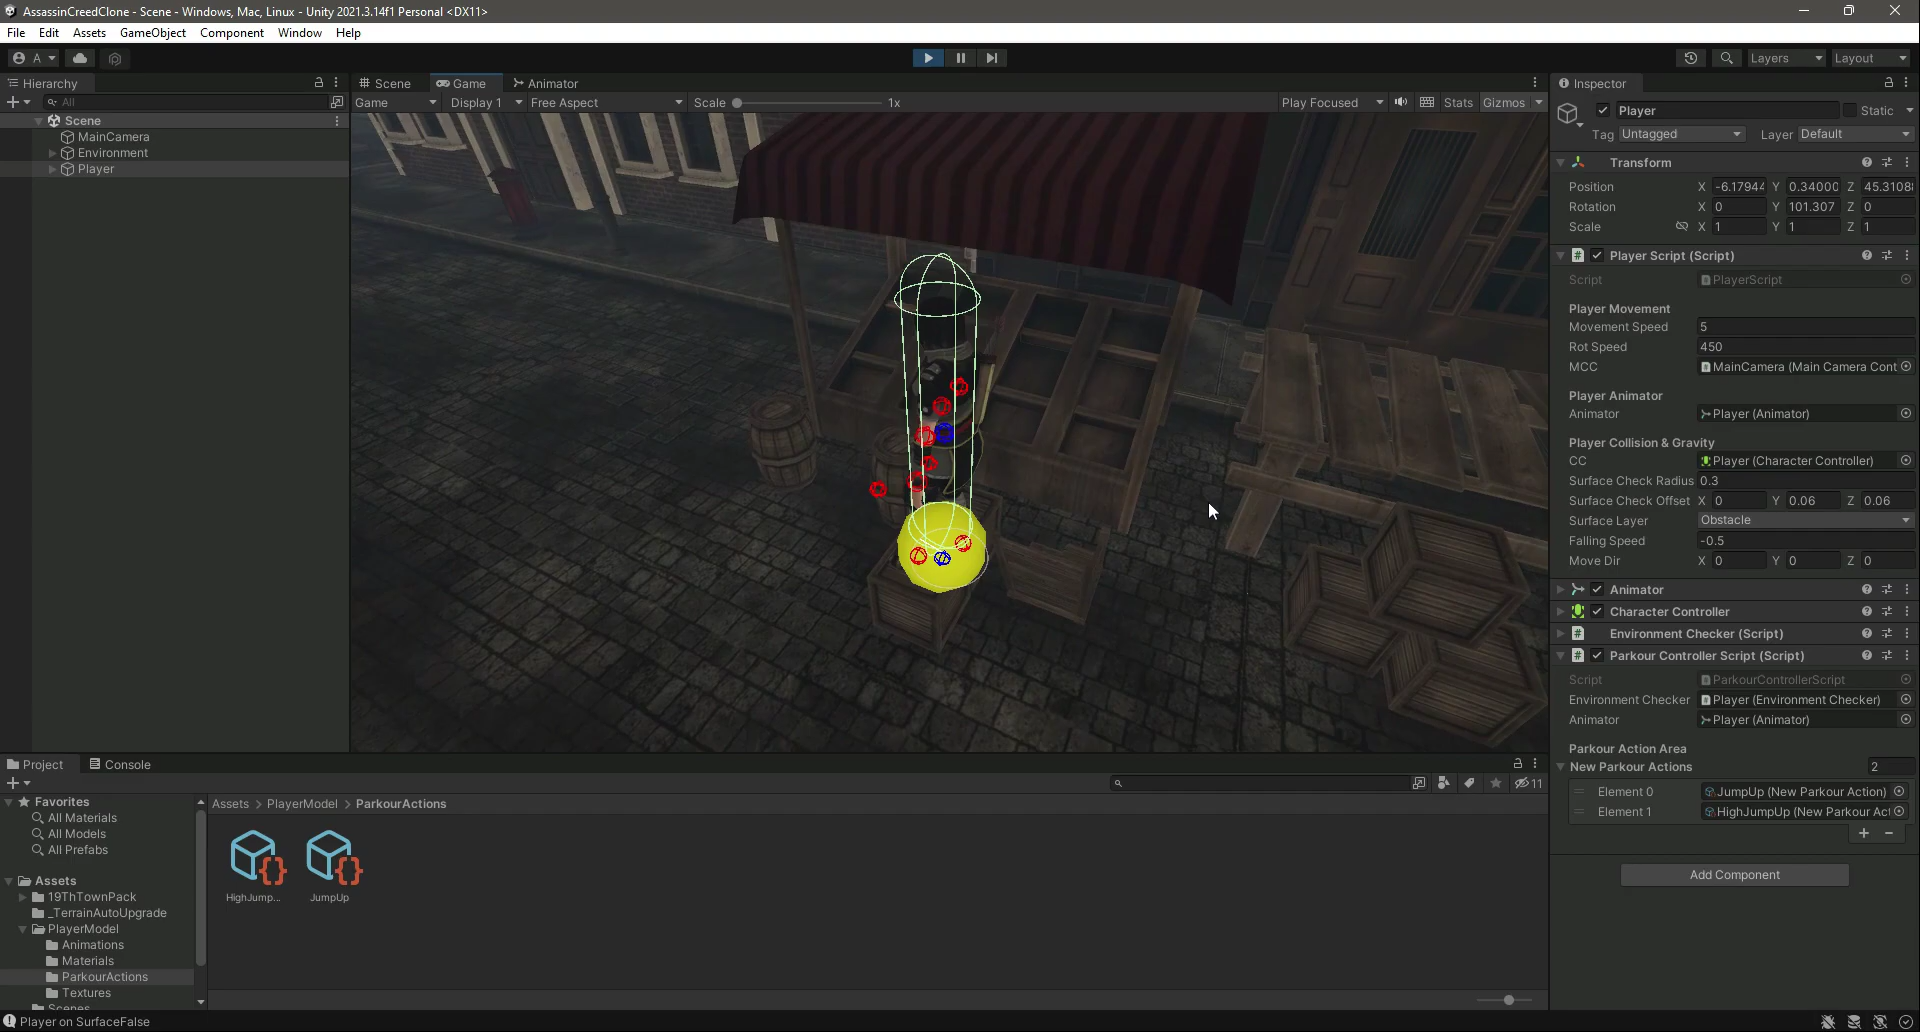 AssassinCreedClone - Scene - Windows, Mac, Linux - Unity 2021.3.14f1 Personal <DX11>
File Edit Assets GameObject Component Window Help
A
Layers
Layout
Hierarchy
All
Scene
MainCamera
Environment
Player
Scene Game Animator
Game Display 1 Free Aspect Scale 1x Play Focused Stats Gizmos
Inspector
Player Static
Tag Untagged Layer Default
Transform
Position X -6.17944 Y 0.34000 Z 45.3108
Rotation X 0 Y 101.307 Z 0
Scale X 1 Y 1 Z 1
Player Script (Script)
Script PlayerScript
Player Movement
Movement Speed 5
Rot Speed 450
MCC MainCamera (Main Camera Cont
Player Animator
Animator Player (Animator)
Player Collision & Gravity
CC Player (Character Controller)
Surface Check Radius 0.3
Surface Check Offset X 0 Y 0.06 Z 0.06
Surface Layer Obstacle
Falling Speed -0.5
Move Dir X 0 Y 0 Z 0
Animator
Character Controller
Environment Checker (Script)
Parkour Controller Script (Script)
Script ParkourControllerScript
Environment Checker Player (Environment Checker)
Animator Player (Animator)
Parkour Action Area
New Parkour Actions 2
Element 0 JumpUp (New Parkour Action)
Element 1 HighJumpUp (New Parkour Act
Add Component
Project Console
11
Favorites
All Materials
All Models
All Prefabs
Assets
19ThTownPack
_TerrainAutoUpgrade
PlayerModel
Animations
Materials
ParkourActions
Textures
Scenes
Assets > PlayerModel > ParkourActions
HighJump... JumpUp
Player on SurfaceFalse